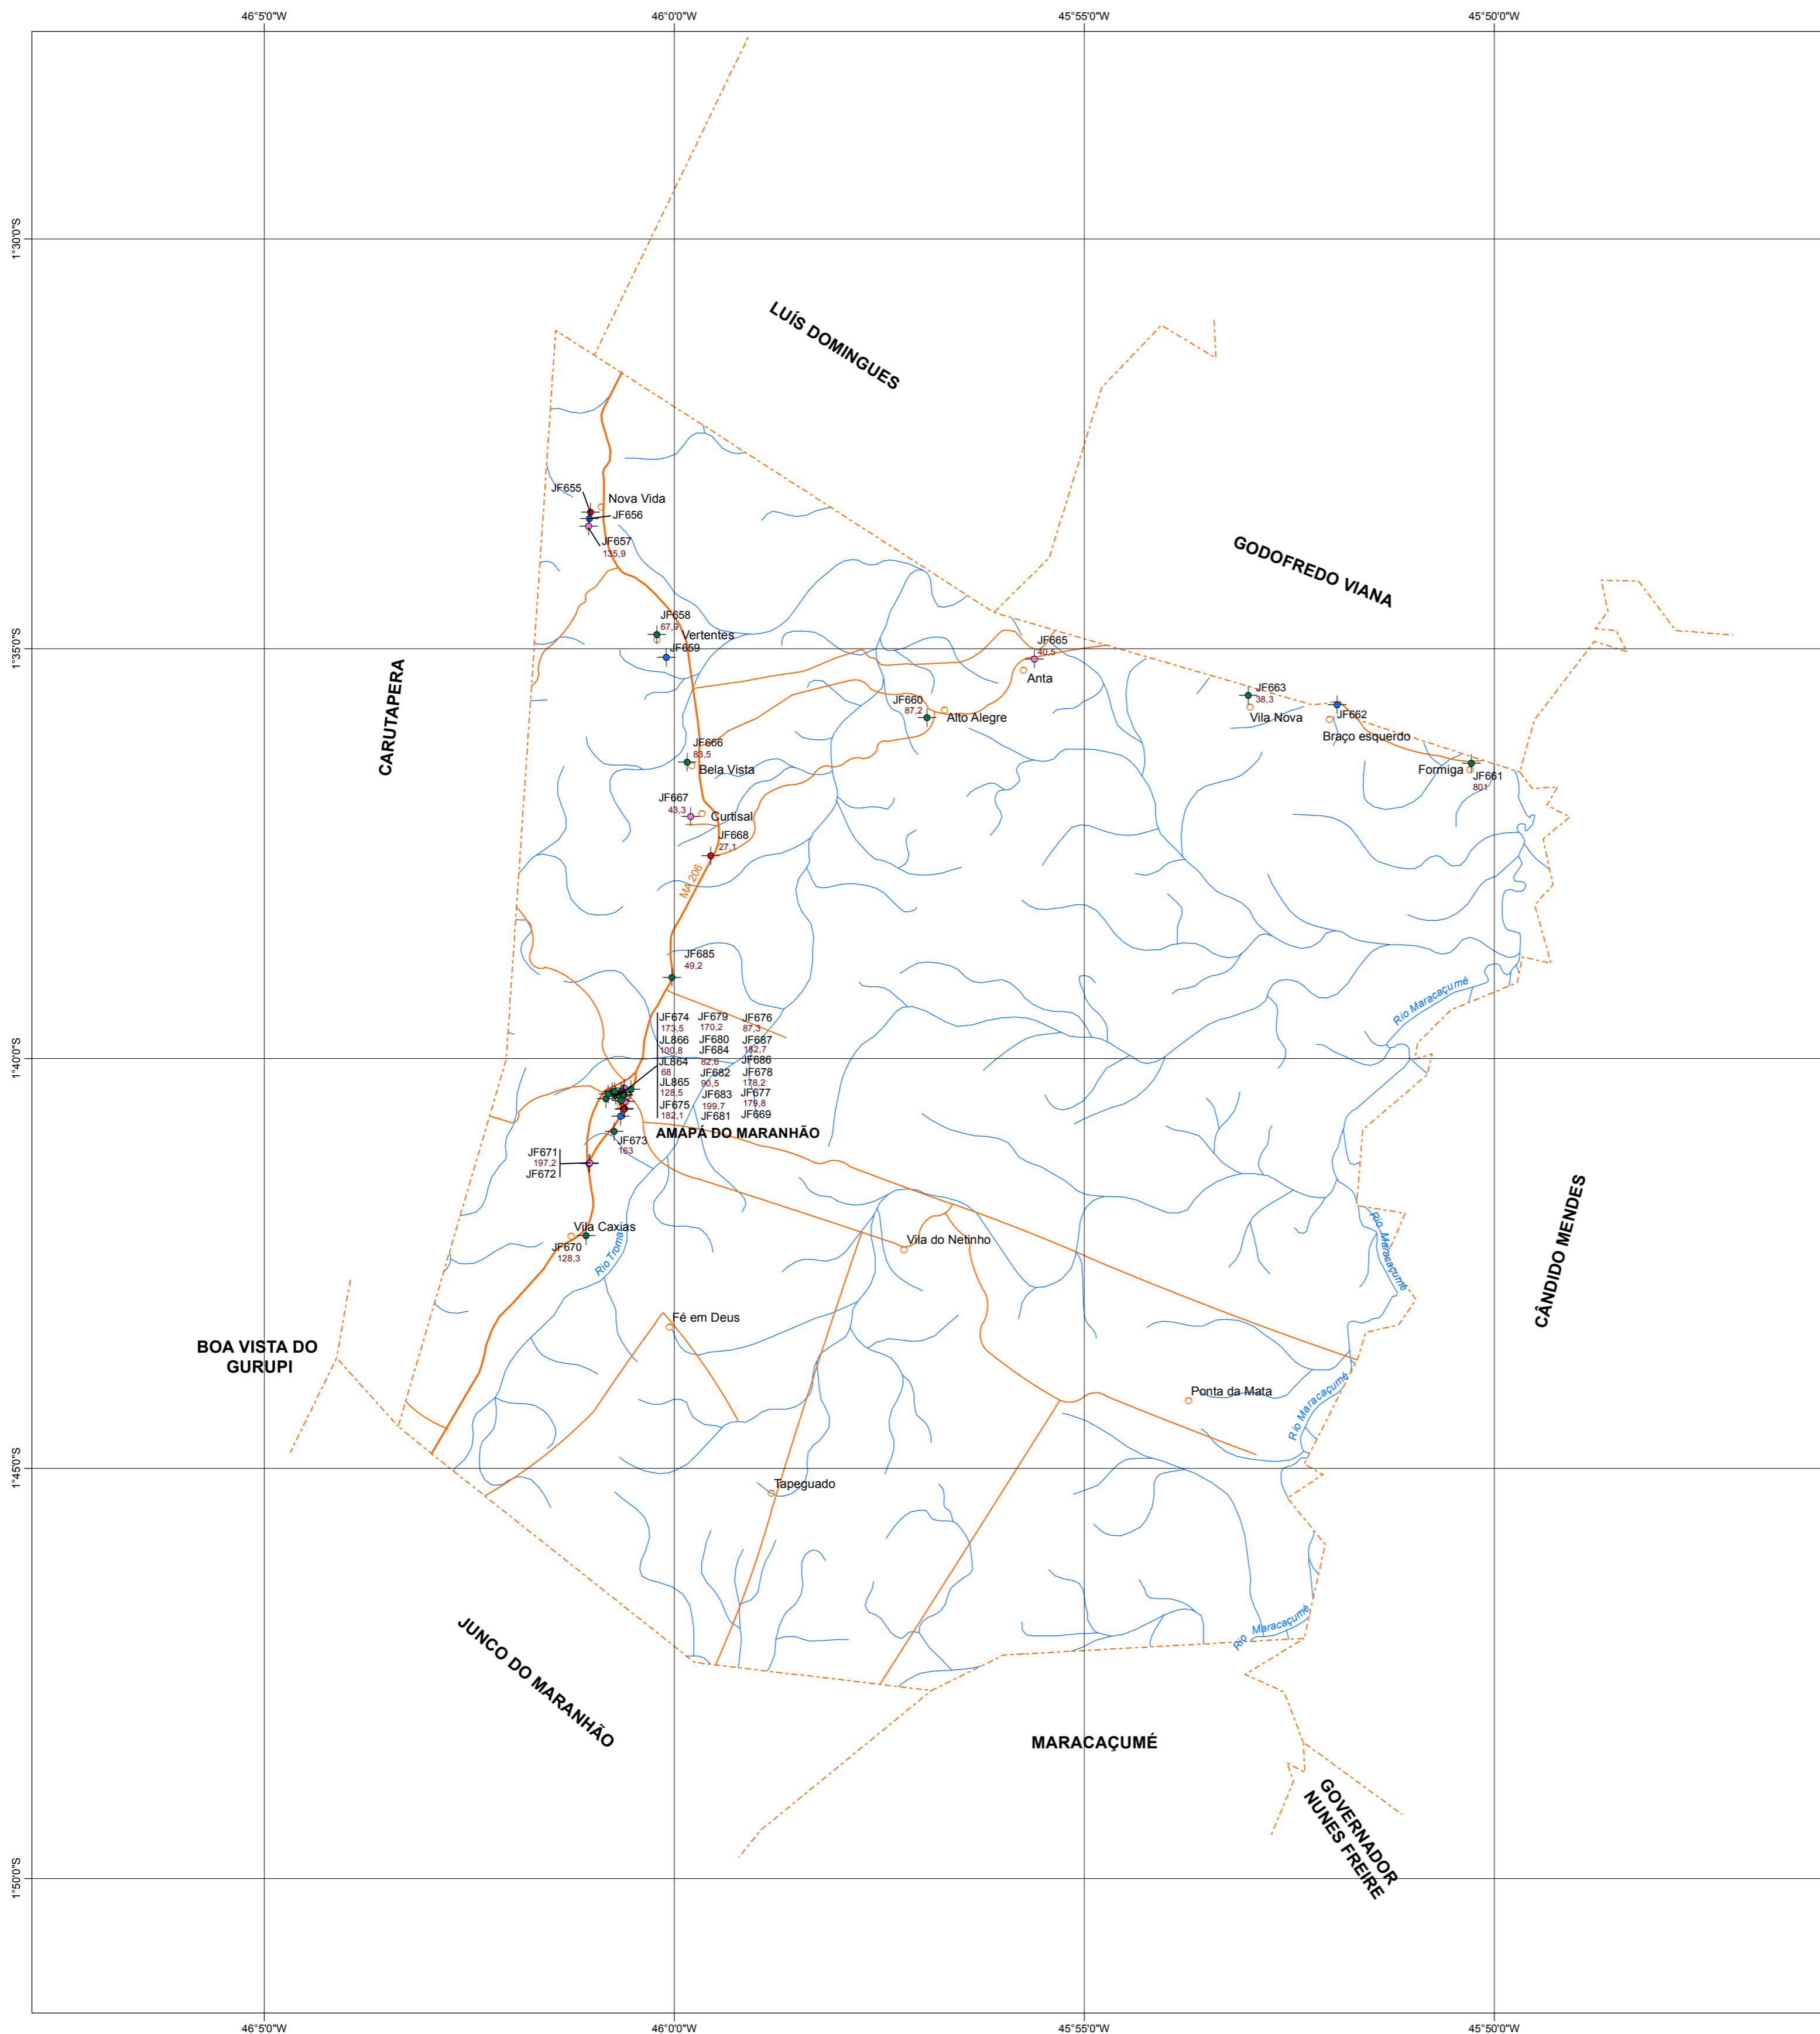 46°5'0"W
46°0'0"W
45°55'0"W
45°50'0"W
1°30'0"S
LUÍS DOMINGUES
JF655
Nova Vida
JF656
JF657
135,9
GODOFREDO VIANA
JF658
67,9
Vertentes
JF659
JF665
40,5
Anta
1°35'0"S
CARUTAPERA
JF660
87,2
Alto Alegre
JF663
38,3
Vila Nova
JF662
Braço esquerdo
JF666
83,5
Bela Vista
Formiga
JF661
801
JF667
43,3
Curtisal
JF668
27,1
MA 206
JF685
49,2
Rio Maracaçumé
JF674 JF679 JF676
173,5 170,2 87,3
JL866 JF680 JF687
100,8 182,7
JF684
82,6
JL864 JF686
68
JF682 JF678
90,5 178,2
JL865 JF683 JF677
128,5 199,7 179,8
JF675 JF681 JF669
182,1
1°40'0"S
AMAPÁ DO MARANHÃO
JF673
163
JF671
197,2
JF672
CÂNDIDO MENDES
Rio Maracaçumé
Vila Caxias
JF670
128,3
Rio Tromaí
Vila do Netinho
Fé em Deus
BOA VISTA DO
GURUPI
Ponta da Mata
Rio Maracaçumé
1°45'0"S
Tapeguado
Rio Maracaçumé
JUNCO DO MARANHÃO
MARACAÇUMÉ
GOVERNADOR
NUNES FREIRE
1°50'0"S
46°5'0"W
46°0'0"W
45°55'0"W
45°50'0"W